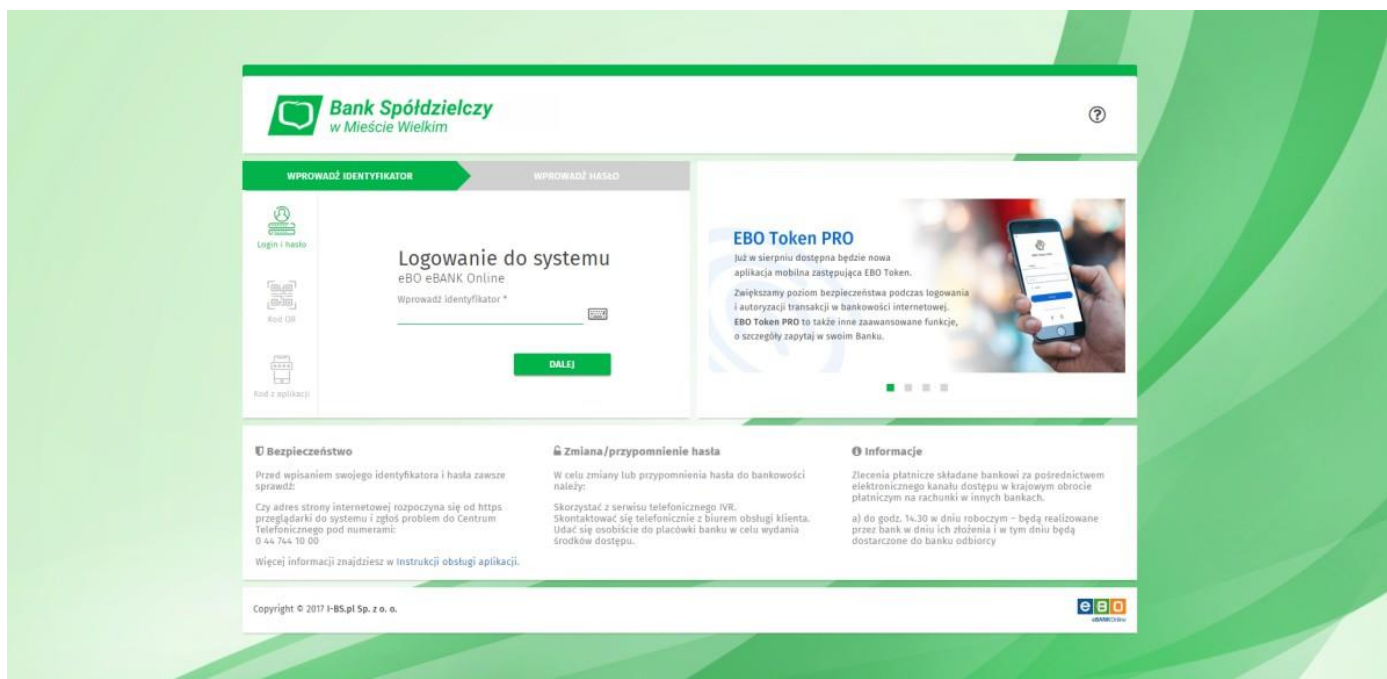 Bank Spółdzielczy
w Mieście Wielkim
WPROWADŹ IDENTYFIKATOR
WPROWADŹ HASŁO
Login i hasło
Kod QR
Kod z aplikacji
Logowanie do systemu
eBO eBANK Online
Wprowadź identyfikator *
DALEJ
EBO Token PRO
Już w sierpniu dostępna będzie nowa
aplikacja mobilna zastępująca EBO Token.
Zwiększamy poziom bezpieczeństwa podczas logowania
i autoryzacji transakcji w bankowości internetowej.
EBO Token PRO to także inne zaawansowane funkcje,
o szczegóły zapytaj w swoim Banku.
Bezpieczeństwo
Przed wpisaniem swojego identyfikatora i hasła zawsze
sprawdź:
Czy adres strony internetowej rozpoczyna się od https
przeglądarki do systemu i zgłoś problem do Centrum
Telefonicznego pod numerami:
0 44 744 10 00
Więcej informacji znajdziesz w Instrukcji obsługi aplikacji.
Zmiana/przypomnienie hasła
W celu zmiany lub przypomnienia hasła do bankowości
należy:
Skorzystać z serwisu telefonicznego IVR.
Skontaktować się telefonicznie z biurem obsługi klienta.
Udać się osobiście do placówki banku w celu wydania
środków dostępu.
Informacje
Zlecenia płatnicze składane bankowi za pośrednictwem
elektronicznego kanału dostępu w krajowym obrocie
płatniczym na rachunki w innych bankach.
a) do godz. 14.30 w dniu roboczym – będą realizowane
przez bank w dniu ich złożenia i w tym dniu będą
dostarczone do banku odbiorcy
Copyright © 2017 I-BS.pl Sp. z o. o.
eBO
eBANKOnline